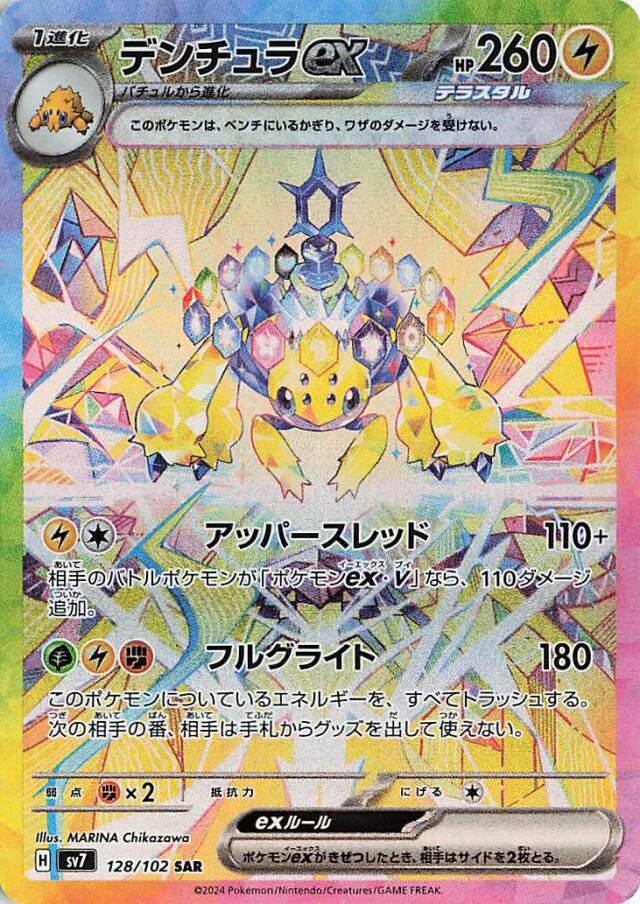 1進化
デンチュラex
HP260
バチュルから進化
テラスタル
このポケモンは、ベンチにいるかぎり、ワザのダメージを受けない。
アッパースレッド 110+
相手のバトルポケモンが「ポケモンex・V」なら、110ダメージ
追加。
フルグライト 180
このポケモンについているエネルギーを、すべてトラッシュする。
次の相手の番、相手は手札からグッズを出して使えない。
弱点 ×2 抵抗力 にげる
Illus. MARINA Chikazawa
exルール
ポケモンexがきぜつしたとき、相手はサイドを2枚とる。
H sv7 128/102 SAR
©2024 Pokémon/Nintendo/Creatures/GAME FREAK.